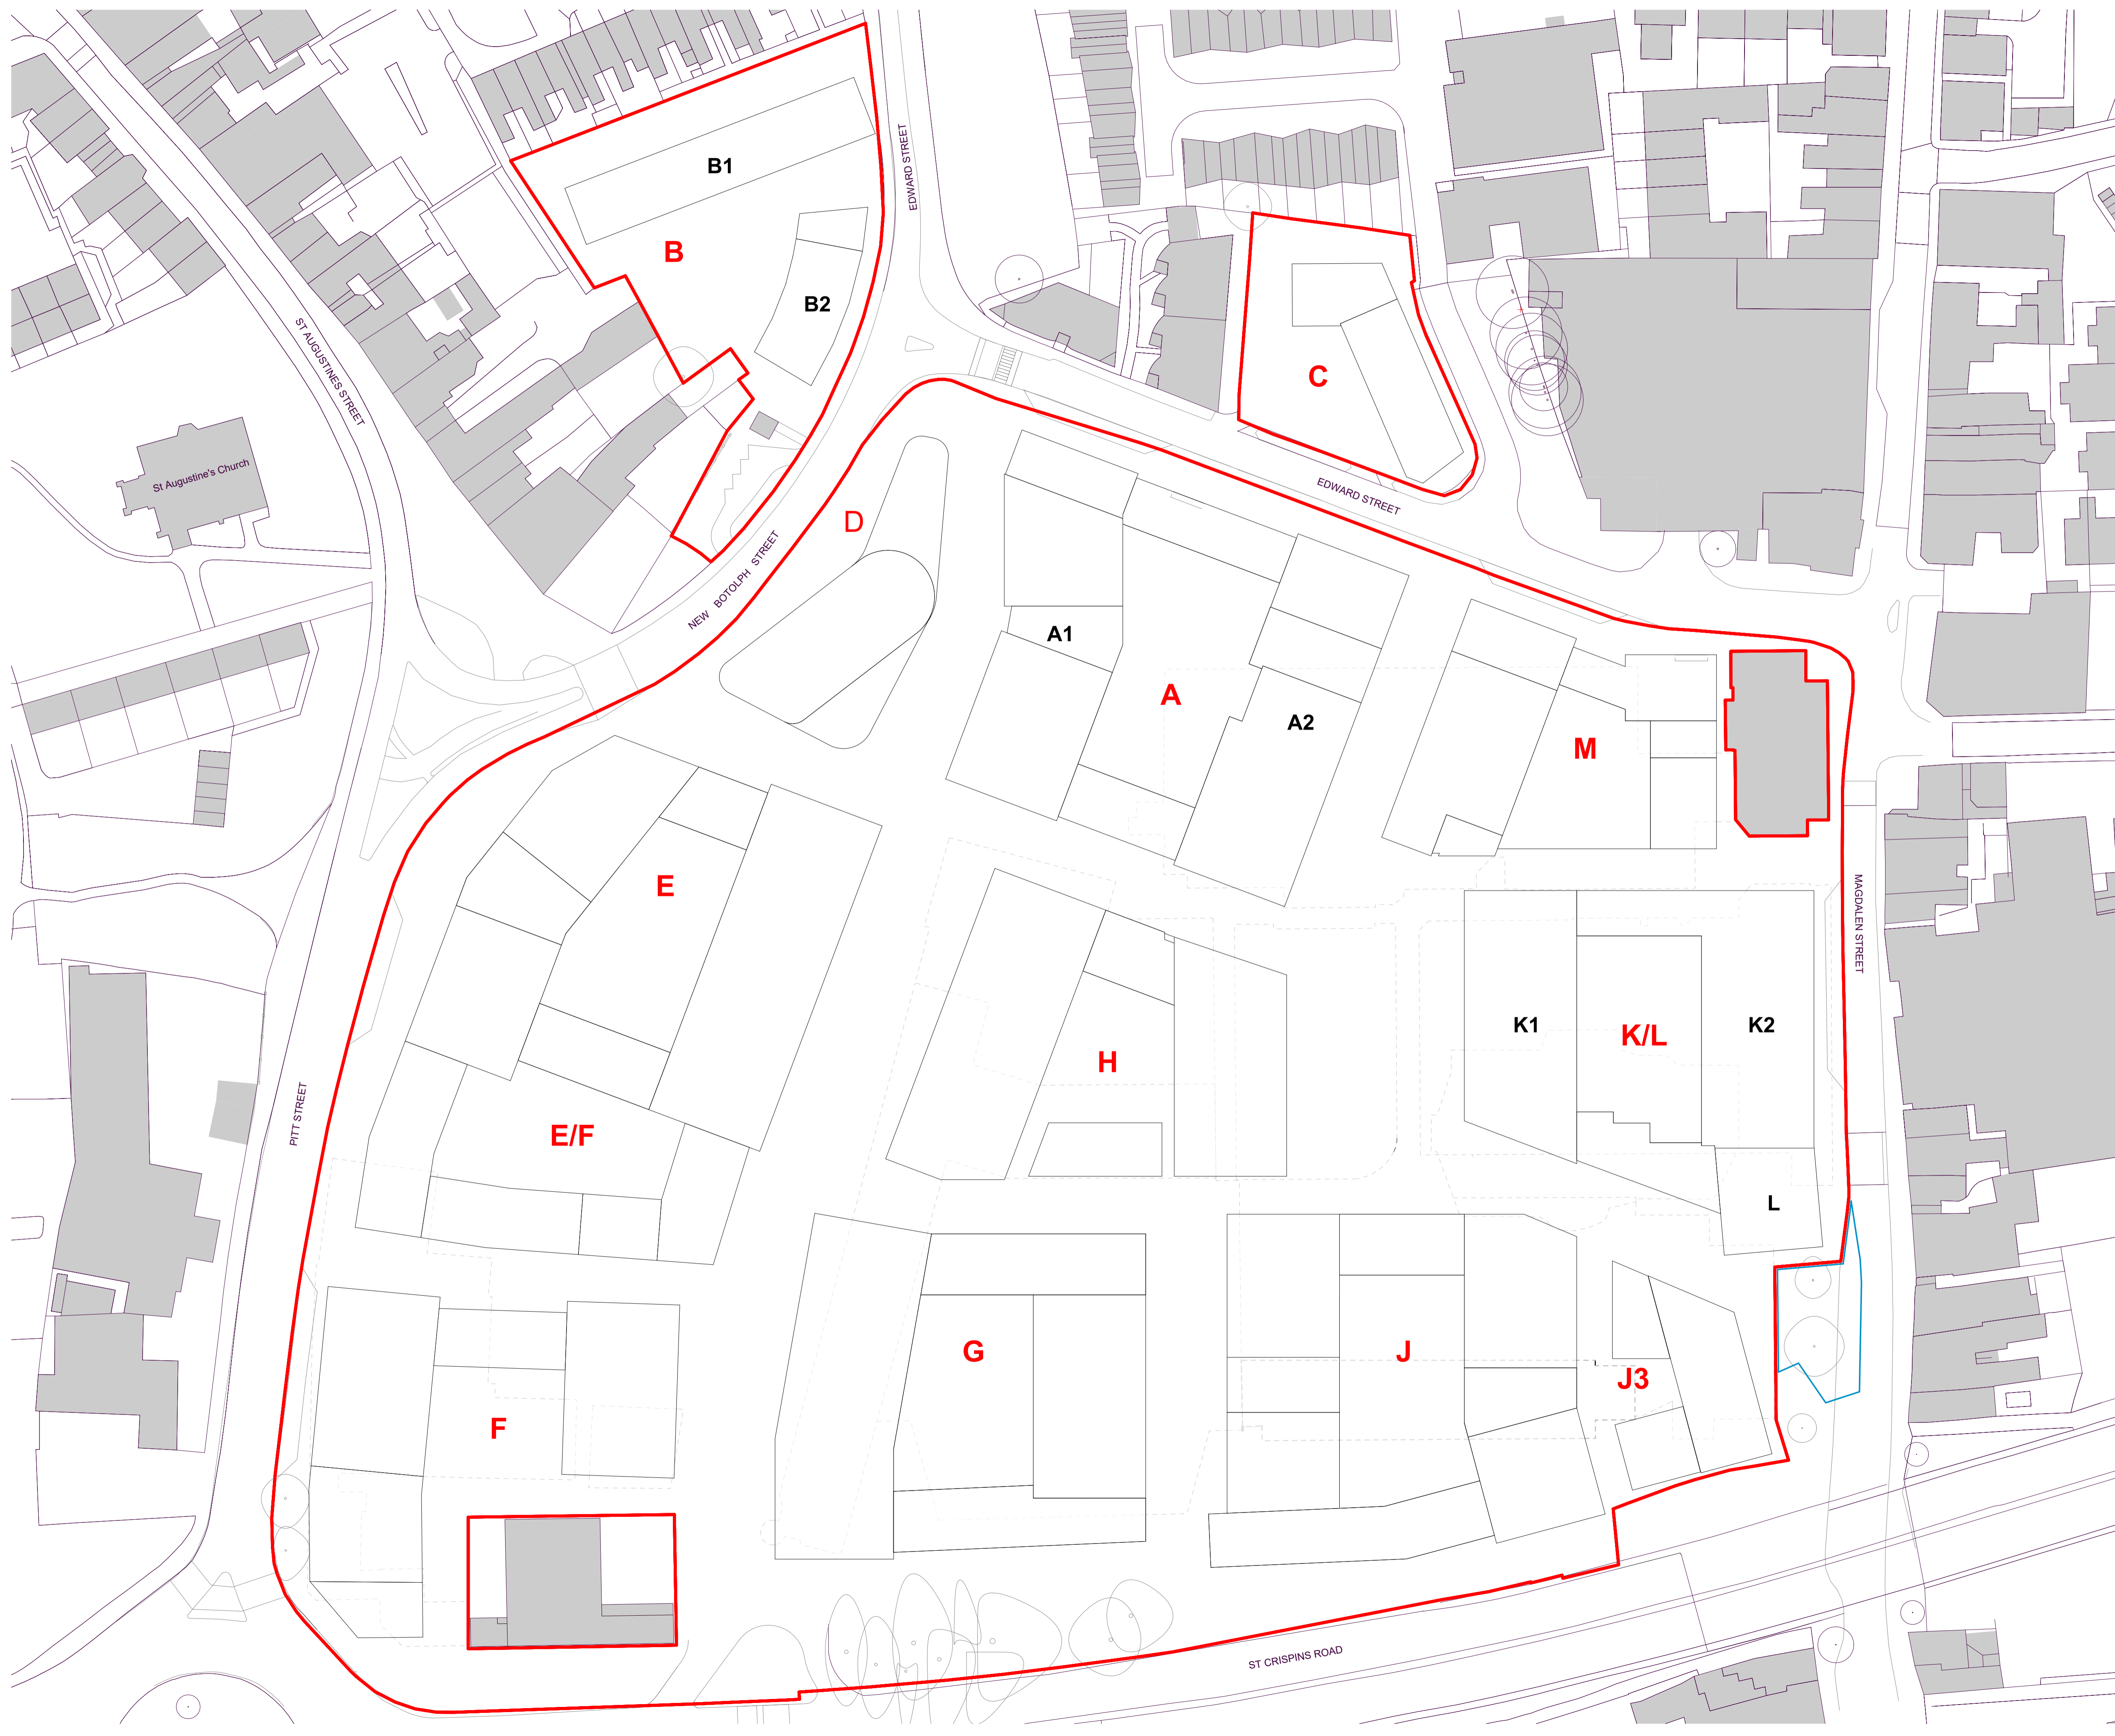 B1
EDWARD STREET
B
B2
ST AUGUSTINES STREET
C
St Augustine's Church
EDWARD STREET
D
NEW BOTOLPH STREET
A1
A
A2
M
E
MAGDALEN STREET
K1
K/L
K2
H
PITT STREET
E/F
L
G
J
J3
F
ST CRISPINS ROAD